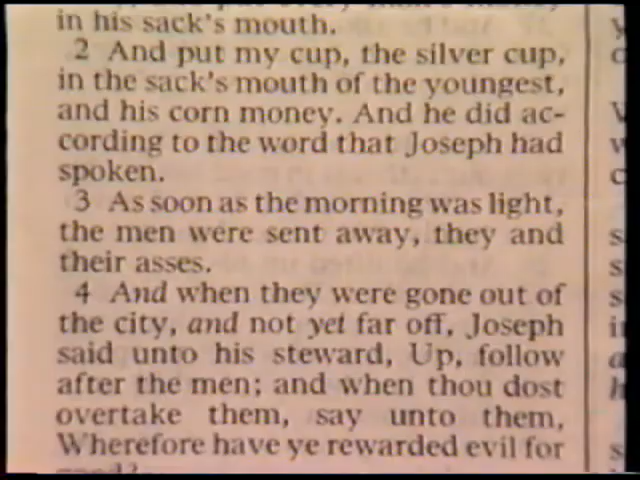 in his sack's mouth.
2 And put my cup, the silver cup,
in the sack's mouth of the youngest,
and his corn money. And he did ac-
cording to the word that Joseph had
spoken.
3 As soon as the morning was light,
the men were sent away, they and
their asses.
4 And when they were gone out of
the city, and not yet far off, Joseph
said unto his steward, Up, follow
after the men; and when thou dost
overtake them, say unto them,
Wherefore have ye rewarded evil for